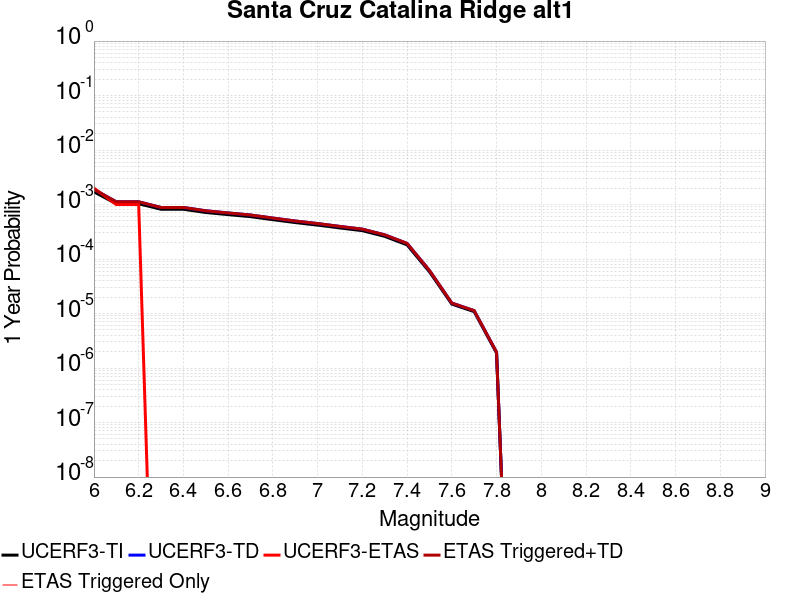 Santa Cruz Catalina Ridge alt1
10^0
10^-1
10^-2
10^-3
10^-4
10^-5
10^-6
10^-7
10^-8
1 Year Probability
6 6.2 6.4 6.6 6.8 7 7.2 7.4 7.6 7.8 8 8.2 8.4 8.6 8.8 9
Magnitude
UCERF3-TI UCERF3-TD UCERF3-ETAS ETAS Triggered+TD
ETAS Triggered Only